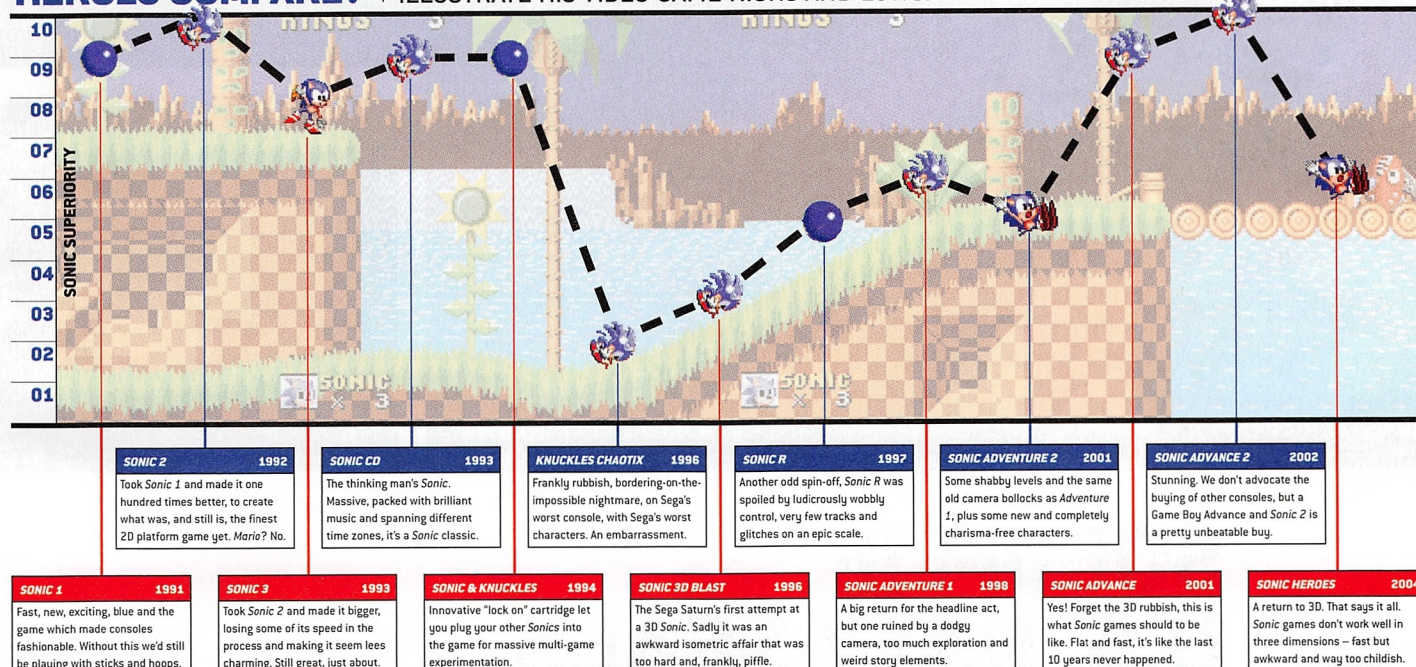 10
09
08
07
06
05
04
03
02
01
SONIC SUPERIORITY
SONIC
× 3
SONIC
× 3
SONIC 2 1992
Took Sonic 1 and made it one
hundred times better, to create
what was, and still is, the finest
2D platform game yet. Mario? No.
SONIC CD 1993
The thinking man's Sonic.
Massive, packed with brilliant
music and spanning different
time zones, it's a Sonic classic.
KNUCKLES CHAOTIX 1996
Frankly rubbish, bordering-on-the-
impossible nightmare, on Sega's
worst console, with Sega's worst
characters. An embarrassment.
SONIC R 1997
Another odd spin-off, Sonic R was
spoiled by ludicrously wobbly
control, very few tracks and
glitches on an epic scale.
SONIC ADVENTURE 2 2001
Some shabby levels and the same
old camera bollocks as Adventure
1, plus some new and completely
charisma-free characters.
SONIC ADVANCE 2 2002
Stunning. We don't advocate the
buying of other consoles, but a
Game Boy Advance and Sonic 2 is
a pretty unbeatable buy.
SONIC 1 1991
Fast, new, exciting, blue and the
game which made consoles
fashionable. Without this we'd still
be playing with sticks and hoops.
SONIC 3 1993
Took Sonic 2 and made it bigger,
losing some of its speed in the
process and making it seem lees
charming. Still great, just about.
SONIC & KNUCKLES 1994
Innovative "lock on" cartridge let
you plug your other Sonics into
the game for massive multi-game
experimentation.
SONIC 3D BLAST 1996
The Sega Saturn's first attempt at
a 3D Sonic. Sadly it was an
awkward isometric affair that was
too hard and, frankly, piffle.
SONIC ADVENTURE 1 1998
A big return for the headline act,
but one ruined by a dodgy
camera, too much exploration and
weird story elements.
SONIC ADVANCE 2001
Yes! Forget the 3D rubbish, this is
what Sonic games should be
like. Flat and fast, it's like the last
10 years never happened.
SONIC HEROES 2004
A return to 3D. That says it all.
Sonic games don't work well in
three dimensions – fast but
awkward and way too childish.